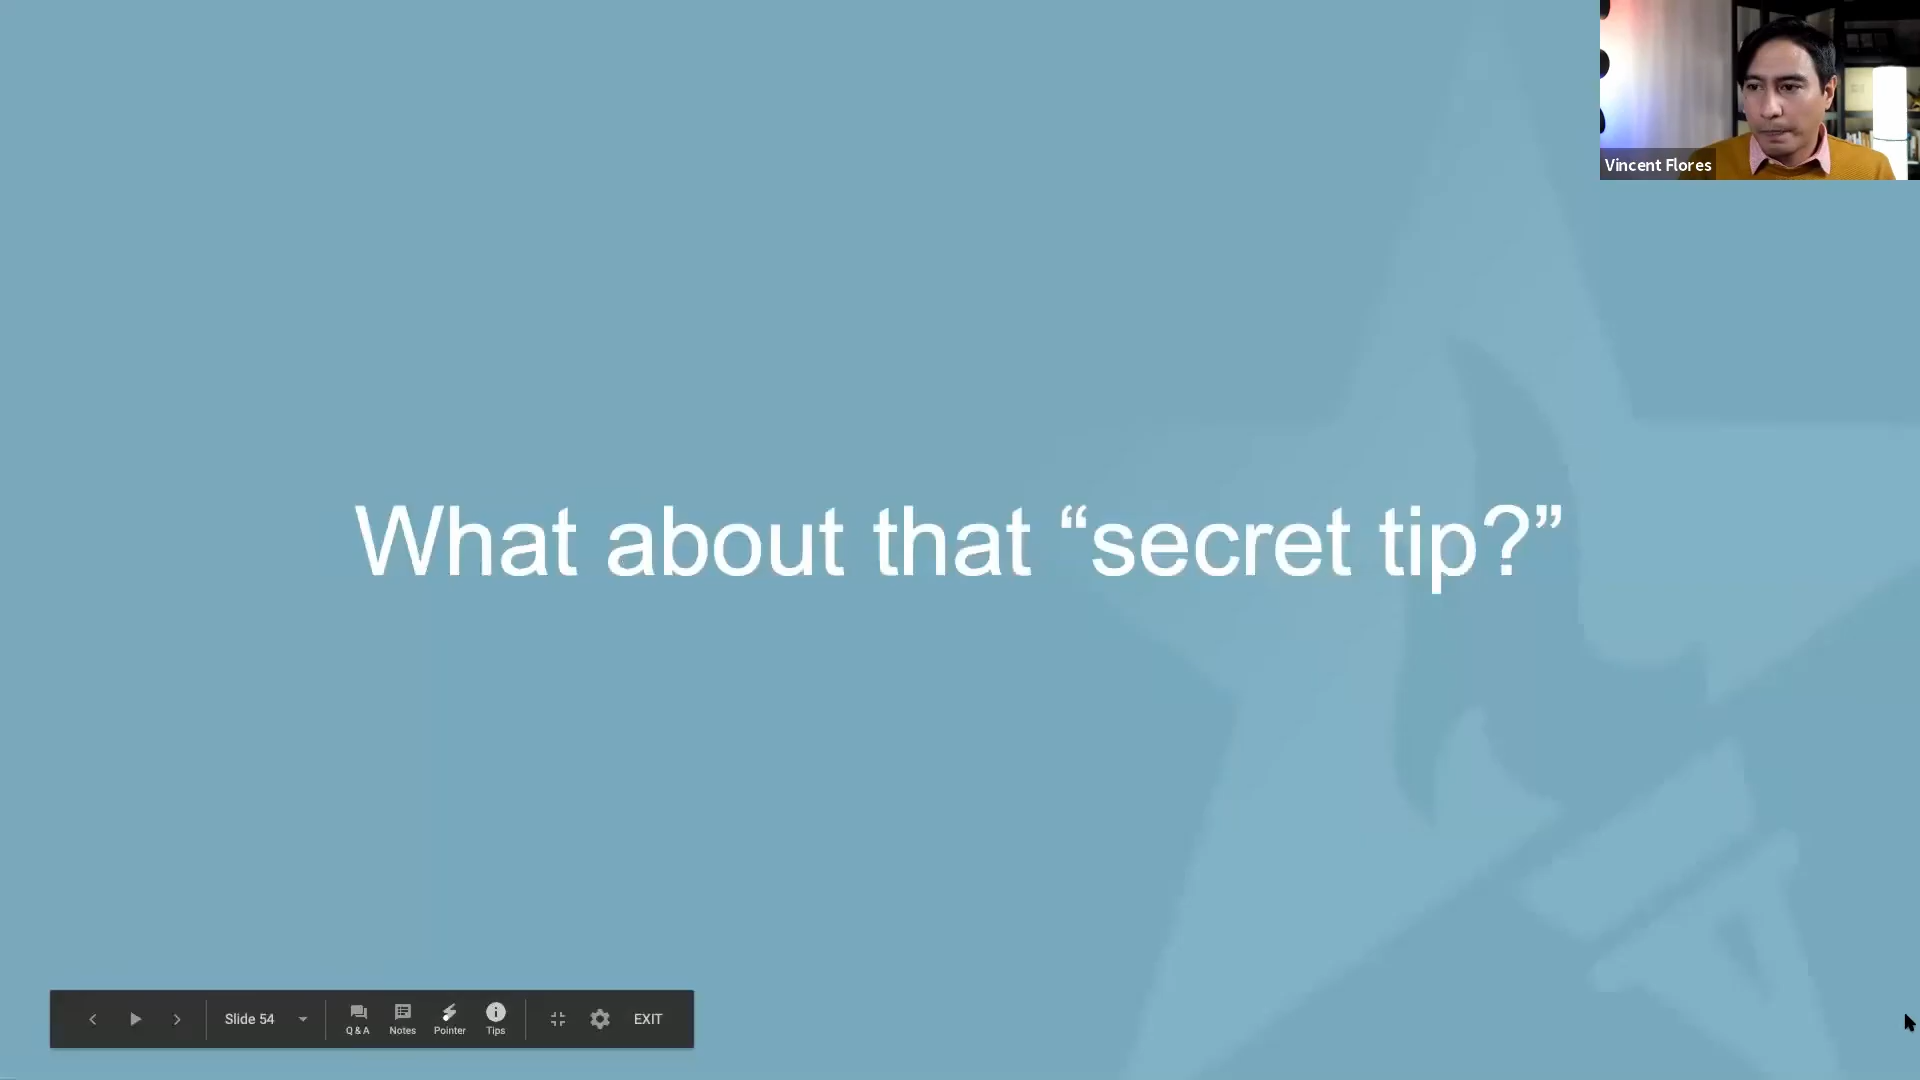 Vincent Flores
What about that “secret tip?”
Slide 54
Q & A
Notes
Pointer
Tips
EXIT